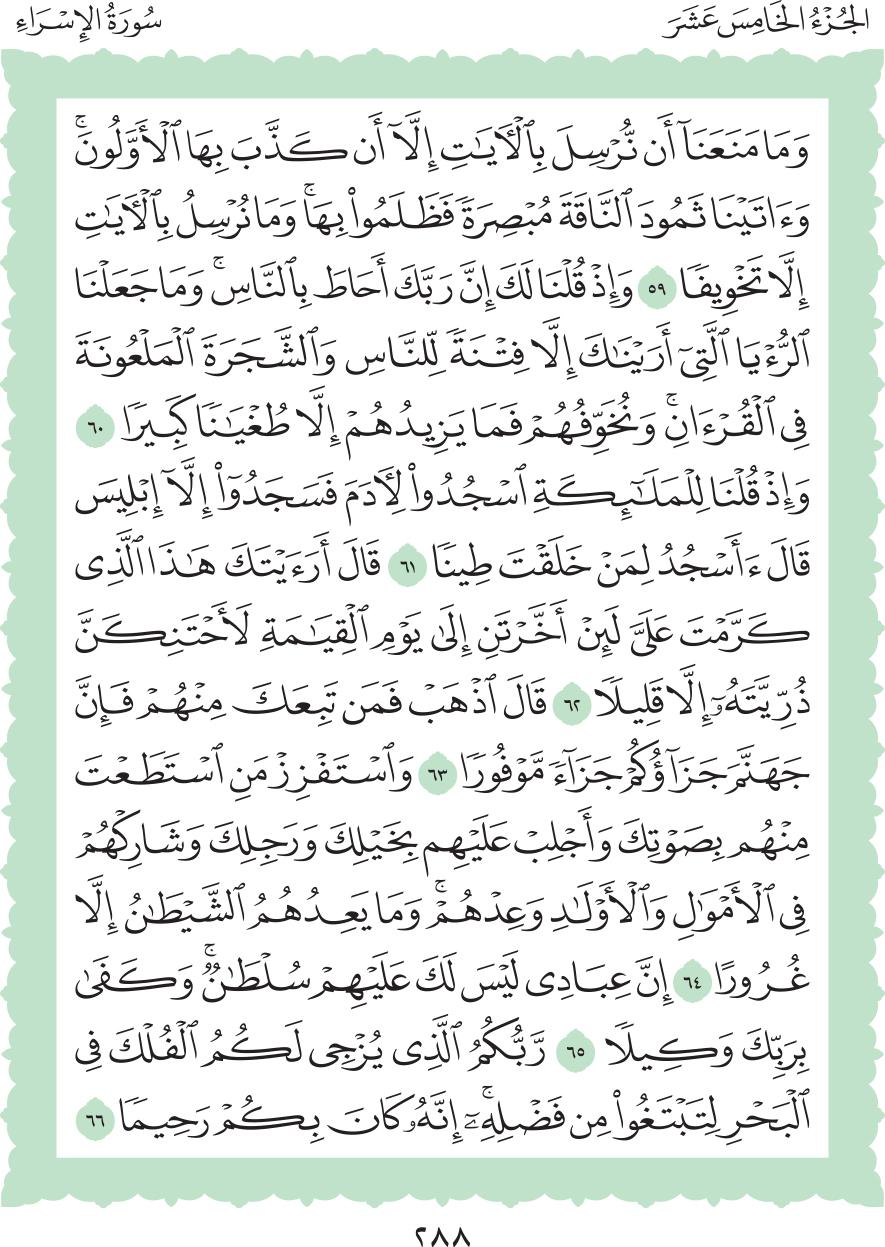 الجُزْءُ الخَامِسَ عَشَرَ
سُورَةُ الإِسْرَاءِ
وَمَا مَنَعَنَآ أَن نُّرۡسِلَ بِٱلۡأٓيَٰتِ إِلَّآ أَن كَذَّبَ بِهَا ٱلۡأَوَّلُونَۚ
وَءَاتَيۡنَا ثَمُودَ ٱلنَّاقَةَ مُبۡصِرَةٗ فَظَلَمُواْ بِهَاۚ وَمَا نُرۡسِلُ بِٱلۡأٓيَٰتِ
إِلَّا تَخۡوِيفٗا ٥٩ وَإِذۡ قُلۡنَا لَكَ إِنَّ رَبَّكَ أَحَاطَ بِٱلنَّاسِۚ وَمَا جَعَلۡنَا
ٱلرُّءۡيَا ٱلَّتِيٓ أَرَيۡنَٰكَ إِلَّا فِتۡنَةٗ لِّلنَّاسِ وَٱلشَّجَرَةَ ٱلۡمَلۡعُونَةَ
فِي ٱلۡقُرۡءَانِۚ وَنُخَوِّفُهُمۡ فَمَا يَزِيدُهُمۡ إِلَّا طُغۡيَٰنٗا كَبِيرٗا ٦٠
وَإِذۡ قُلۡنَا لِلۡمَلَٰٓئِكَةِ ٱسۡجُدُواْ لِأٓدَمَ فَسَجَدُوٓاْ إِلَّآ إِبۡلِيسَ
قَالَ ءَأَسۡجُدُ لِمَنۡ خَلَقۡتَ طِينٗا ٦١ قَالَ أَرَءَيۡتَكَ هَٰذَا ٱلَّذِي
كَرَّمۡتَ عَلَيَّ لَئِنۡ أَخَّرۡتَنِ إِلَىٰ يَوۡمِ ٱلۡقِيَٰمَةِ لَأَحۡتَنِكَنَّ
ذُرِّيَّتَهُۥٓ إِلَّا قَلِيلٗا ٦٢ قَالَ ٱذۡهَبۡ فَمَن تَبِعَكَ مِنۡهُمۡ فَإِنَّ
جَهَنَّمَ جَزَآؤُكُمۡ جَزَآءٗ مَّوۡفُورٗا ٦٣ وَٱسۡتَفۡزِزۡ مَنِ ٱسۡتَطَعۡتَ
مِنۡهُم بِصَوۡتِكَ وَأَجۡلِبۡ عَلَيۡهِم بِخَيۡلِكَ وَرَجِلِكَ وَشَارِكۡهُمۡ
فِي ٱلۡأَمۡوَٰلِ وَٱلۡأَوۡلَٰدِ وَعِدۡهُمۡۚ وَمَا يَعِدُهُمُ ٱلشَّيۡطَٰنُ إِلَّا
غُرُورًا ٦٤ إِنَّ عِبَادِي لَيۡسَ لَكَ عَلَيۡهِمۡ سُلۡطَٰنٞۚ وَكَفَىٰ
بِرَبِّكَ وَكِيلٗا ٦٥ رَّبُّكُمُ ٱلَّذِي يُزۡجِي لَكُمُ ٱلۡفُلۡكَ فِي
ٱلۡبَحۡرِ لِتَبۡتَغُواْ مِن فَضۡلِهِۦٓۚ إِنَّهُۥ كَانَ بِكُمۡ رَحِيمٗا ٦٦
٢٨٨